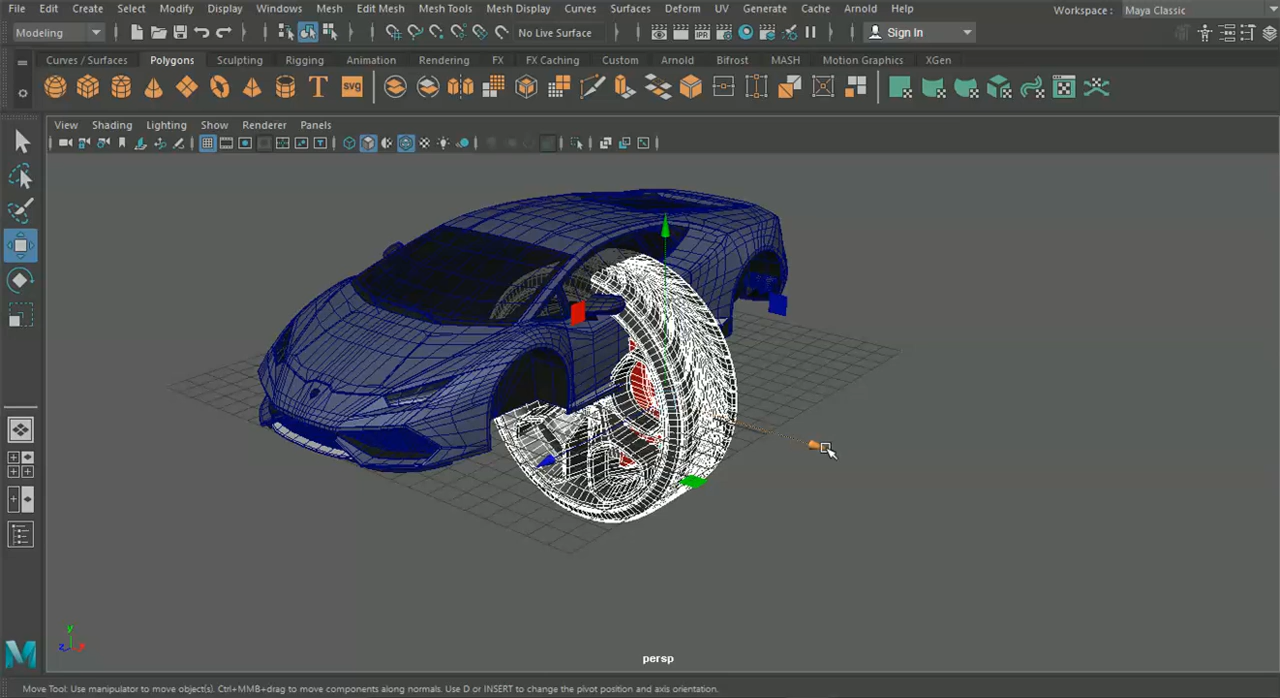 File Edit Create Select Modify Display Windows Mesh Edit Mesh Mesh Tools Mesh Display Curves Surfaces Deform UV Generate Cache Arnold Help Workspace : Maya Classic
Modeling No Live Surface Sign In
Curves / Surfaces Polygons Sculpting Rigging Animation Rendering FX FX Caching Custom Arnold Bifrost MASH Motion Graphics XGen
T SVG
View Shading Lighting Show Renderer Panels
y
z x
persp
M
Move Tool: Use manipulator to move object(s). Ctrl+MMB+drag to move components along normals. Use D or INSERT to change the pivot position and axis orientation.